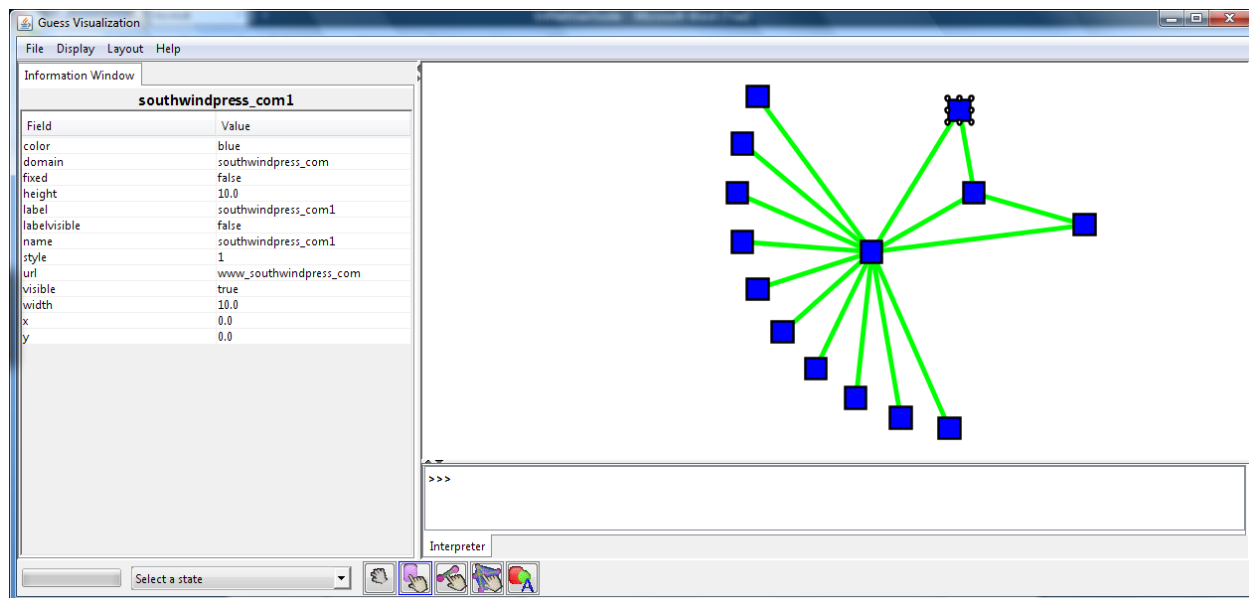 Guess Visualization
File Display Layout Help
Information Window
southwindpress_com1
Field Value
color blue
domain southwindpress_com
fixed false
height 10.0
label southwindpress_com1
labelvisible false
name southwindpress_com1
style 1
url www_southwindpress_com
visible true
width 10.0
x 0.0
y 0.0
>>>
Interpreter
Select a state
A